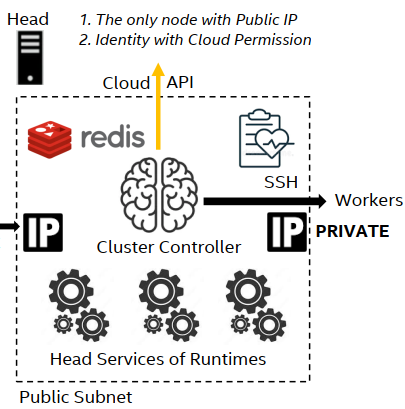 Head
1. The only node with Public IP
2. Identity with Cloud Permission
Cloud API
redis
SSH
Workers
IP
IP PRIVATE
Cluster Controller
Head Services of Runtimes
Public Subnet